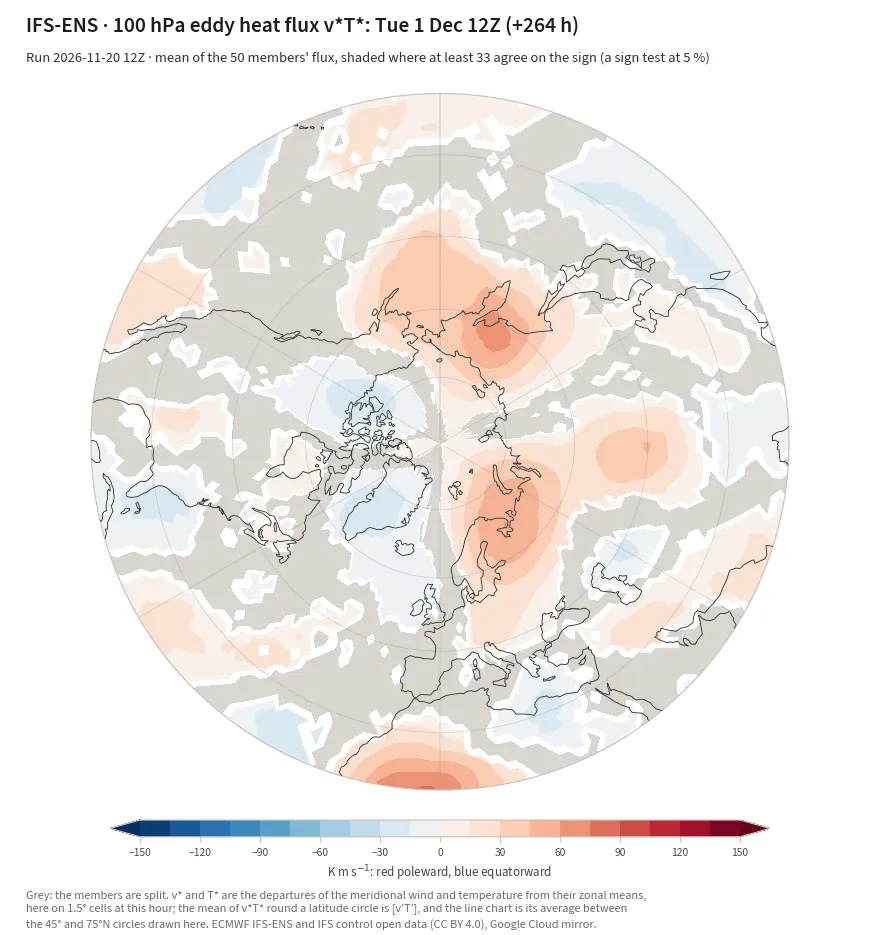 IFS-ENS · 100 hPa eddy heat flux v*T*: Tue 1 Dec 12Z (+264 h)
Run 2026-11-20 12Z · mean of the 50 members' flux, shaded where at least 33 agree on the sign (a sign test at 5 %)
−150 −120 −90 −60 −30 0 30 60 90 120 150
K m s⁻¹: red poleward, blue equatorward
Grey: the members are split. v* and T* are the departures of the meridional wind and temperature from their zonal means,
here on 1.5° cells at this hour; the mean of v*T* round a latitude circle is [v′T′], and the line chart is its average between
the 45° and 75°N circles drawn here. ECMWF IFS-ENS and IFS control open data (CC BY 4.0), Google Cloud mirror.